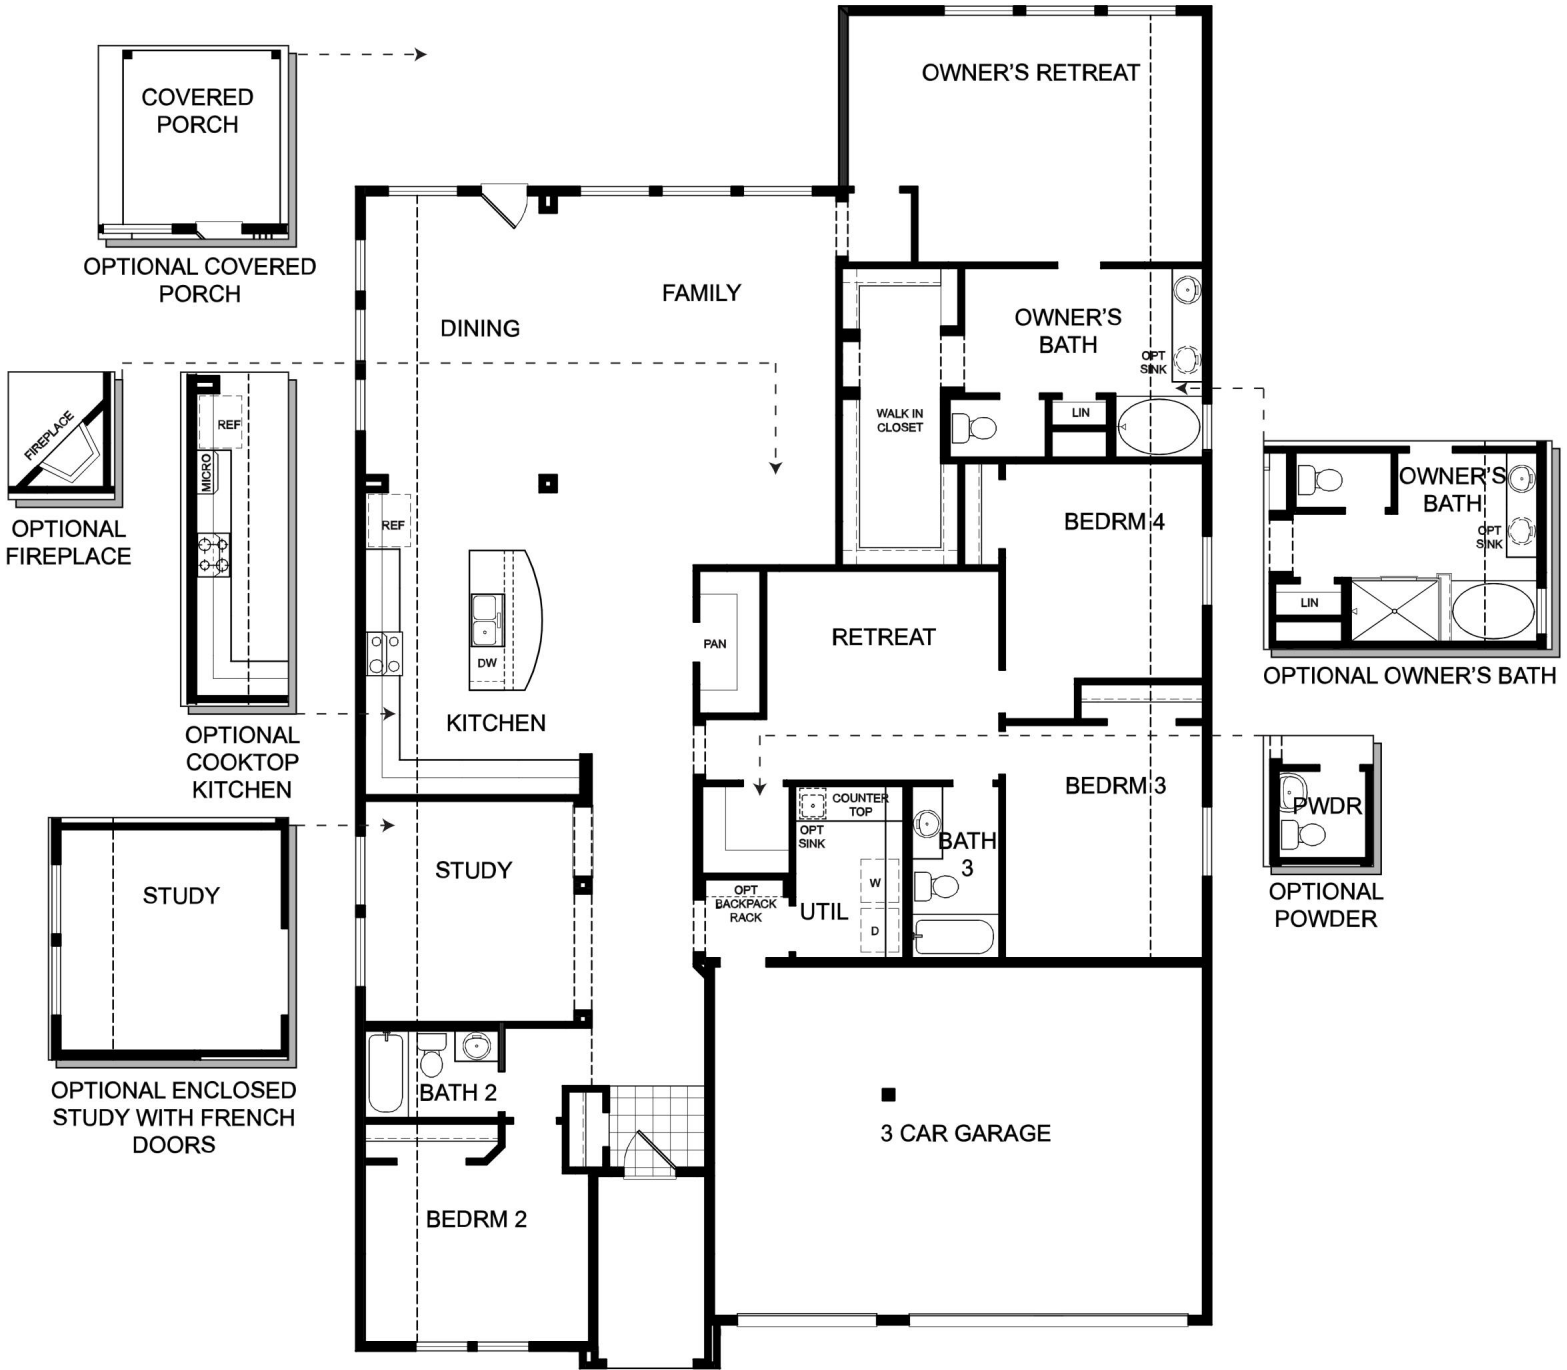 OWNER'S RETREAT
COVERED
PORCH
OPTIONAL COVERED
PORCH
FAMILY
DINING
OWNER'S
BATH
OPT
SINK
WALK IN
CLOSET
LIN
FIREPLACE
OPTIONAL
FIREPLACE
REF
MICRO
OPTIONAL
COOKTOP
KITCHEN
REF
DW
KITCHEN
PAN
RETREAT
BEDRM 4
OWNER'S
BATH
OPT
SINK
LIN
OPTIONAL OWNER'S BATH
BEDRM 3
PWDR
OPTIONAL
POWDER
COUNTER
TOP
OPT
SINK
BATH
3
W
D
UTIL
OPT
BACKPACK
RACK
STUDY
STUDY
OPTIONAL ENCLOSED
STUDY WITH FRENCH
DOORS
BATH 2
BEDRM 2
3 CAR GARAGE